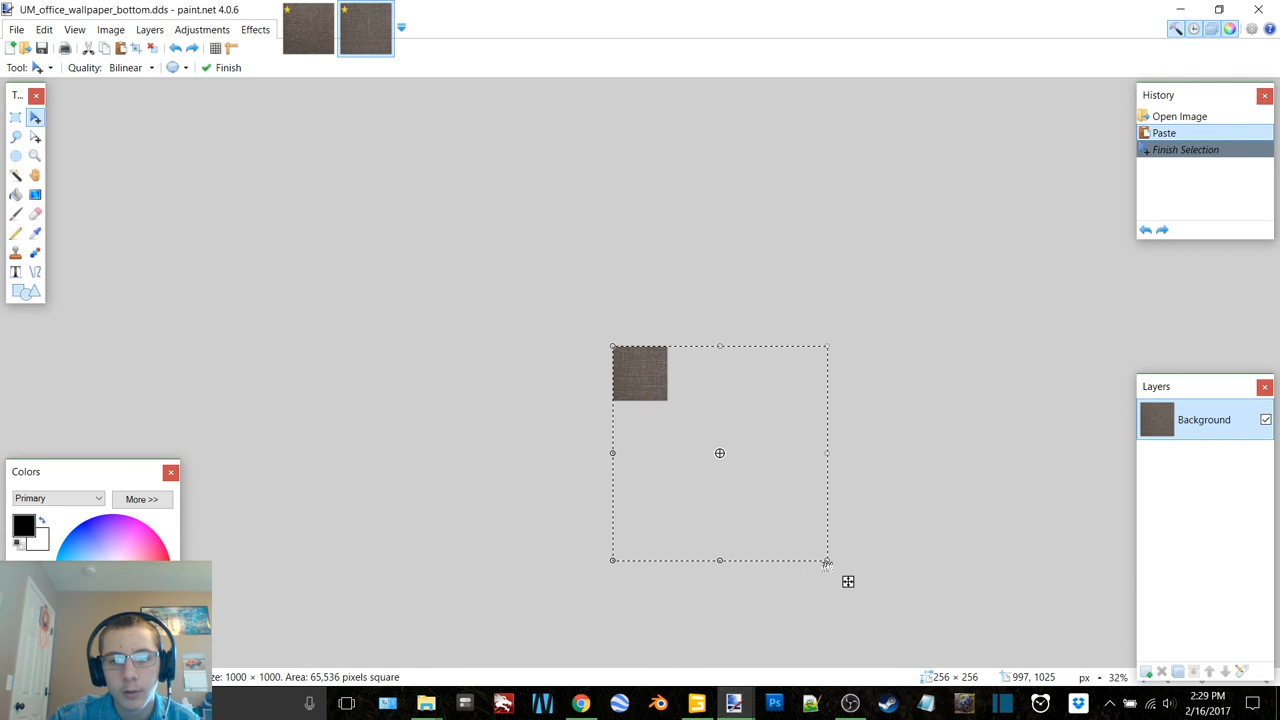 UM_office_wallpaper_bottom.dds - paint.net 4.0.6
File Edit View Image Layers Adjustments Effects
Tool: Quality: Bilinear Finish
T...
History
Open Image
Paste
Finish Selection
Layers
Background
Colors
Primary
More >>
ze: 1000 × 1000. Area: 65,536 pixels square
256 × 256
997, 1025
px
32%
2:29 PM
2/16/2017